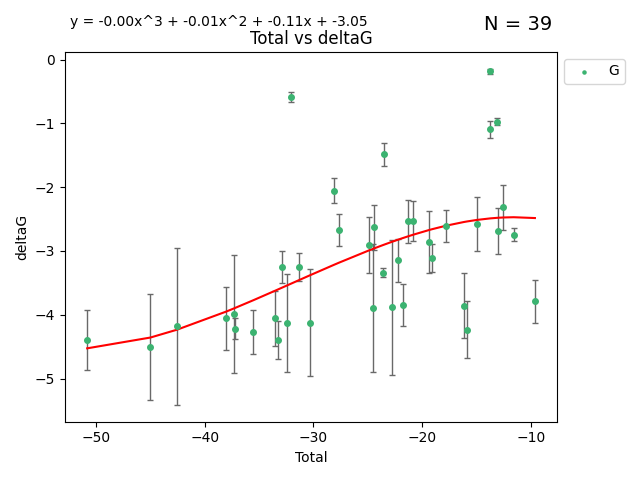 y = -0.00x^3 + -0.01x^2 + -0.11x + -3.05
N = 39
Total vs deltaG
G
0
−1
−2
−3
−4
−5
deltaG
−50 −40 −30 −20 −10
Total